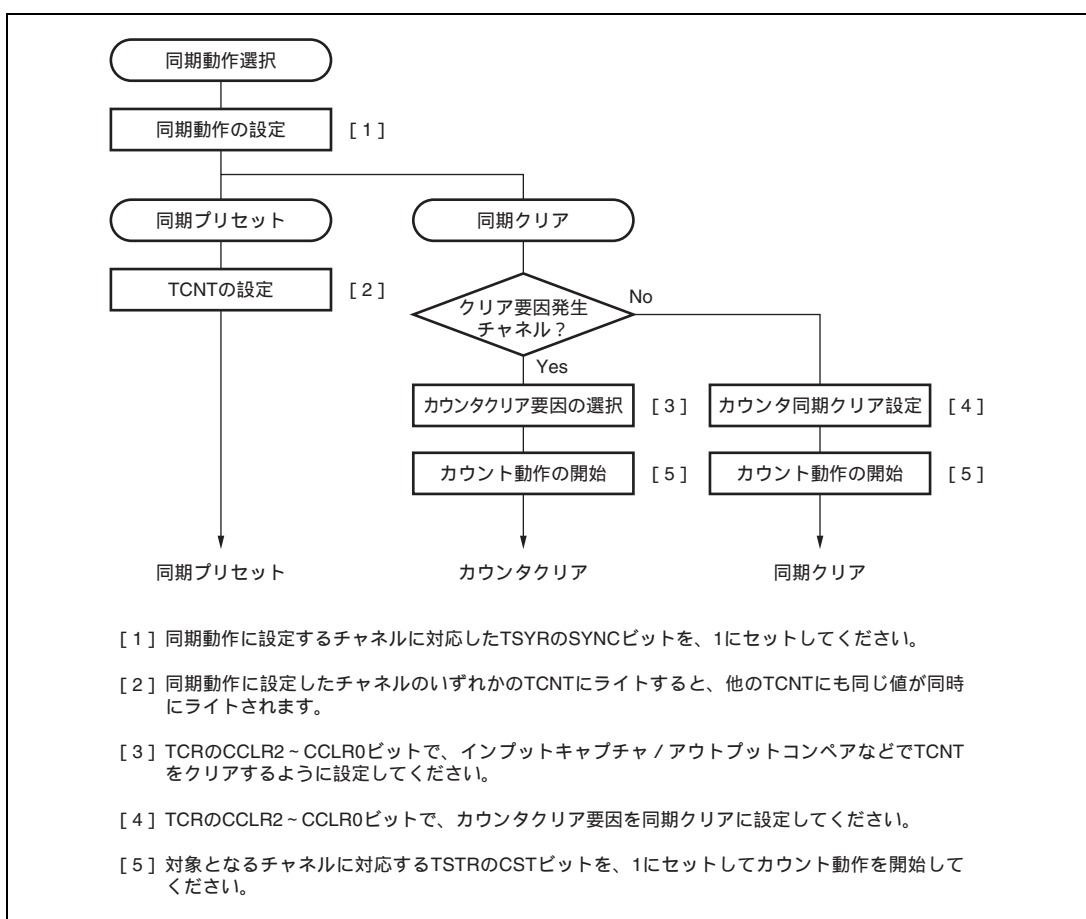 同期動作選択
同期動作の設定 [1]
同期プリセット 同期クリア
TCNTの設定 [2]
クリア要因発生
チャネル？
No
Yes
カウンタクリア要因の選択 [3] カウンタ同期クリア設定 [4]
カウント動作の開始 [5] カウント動作の開始 [5]
同期プリセット カウンタクリア 同期クリア
[1] 同期動作に設定するチャネルに対応したTSYRのSYNCビットを、1にセットしてください。
[2] 同期動作に設定したチャネルのいずれかのTCNTにライトすると、他のTCNTにも同じ値が同時
にライトされます。
[3] TCRのCCLR2～CCLR0ビットで、インプットキャプチャ／アウトプットコンペアなどでTCNT
をクリアするように設定してください。
[4] TCRのCCLR2～CCLR0ビットで、カウンタクリア要因を同期クリアに設定してください。
[5] 対象となるチャネルに対応するTSTRのCSTビットを、1にセットしてカウント動作を開始して
ください。